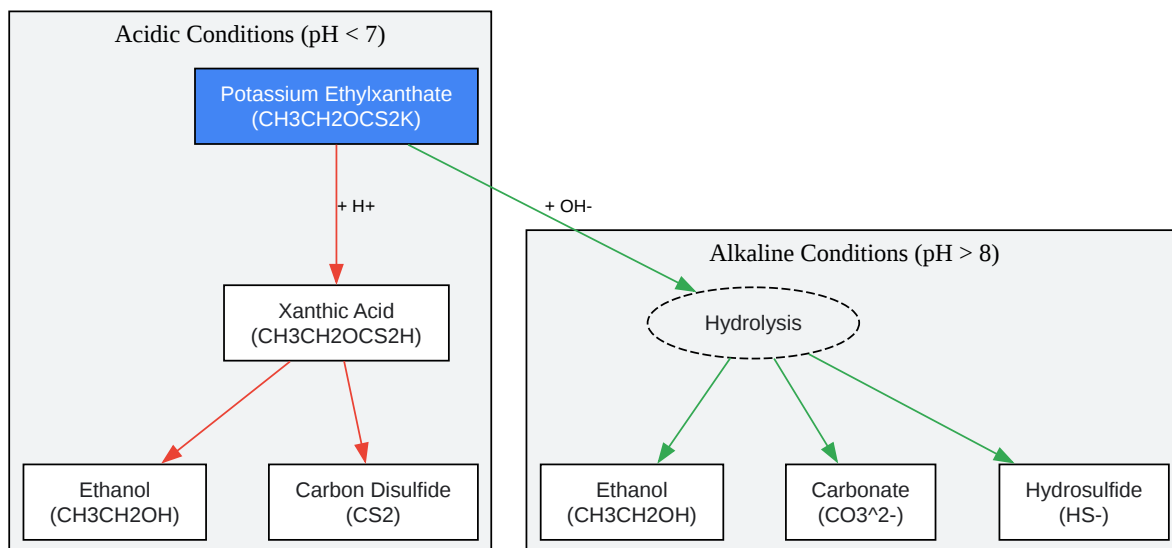 Acidic Conditions (pH < 7)
Potassium Ethylxanthate
(CH3CH2OCS2K)
+ H+
+ OH-
Alkaline Conditions (pH > 8)
Xanthic Acid
(CH3CH2OCS2H)
Hydrolysis
Ethanol
(CH3CH2OH)
Carbon Disulfide
(CS2)
Ethanol
(CH3CH2OH)
Carbonate
(CO3^2-)
Hydrosulfide
(HS-)